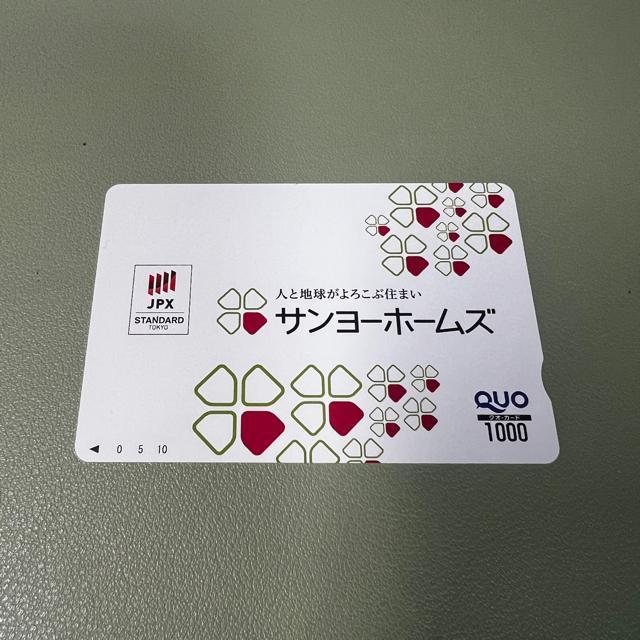 JPX
STANDARD
TOKYO
人と地球がよろこぶ住まい
サンヨーホームズ
QUO
クオ・カード
1000
◀ 0 5 10